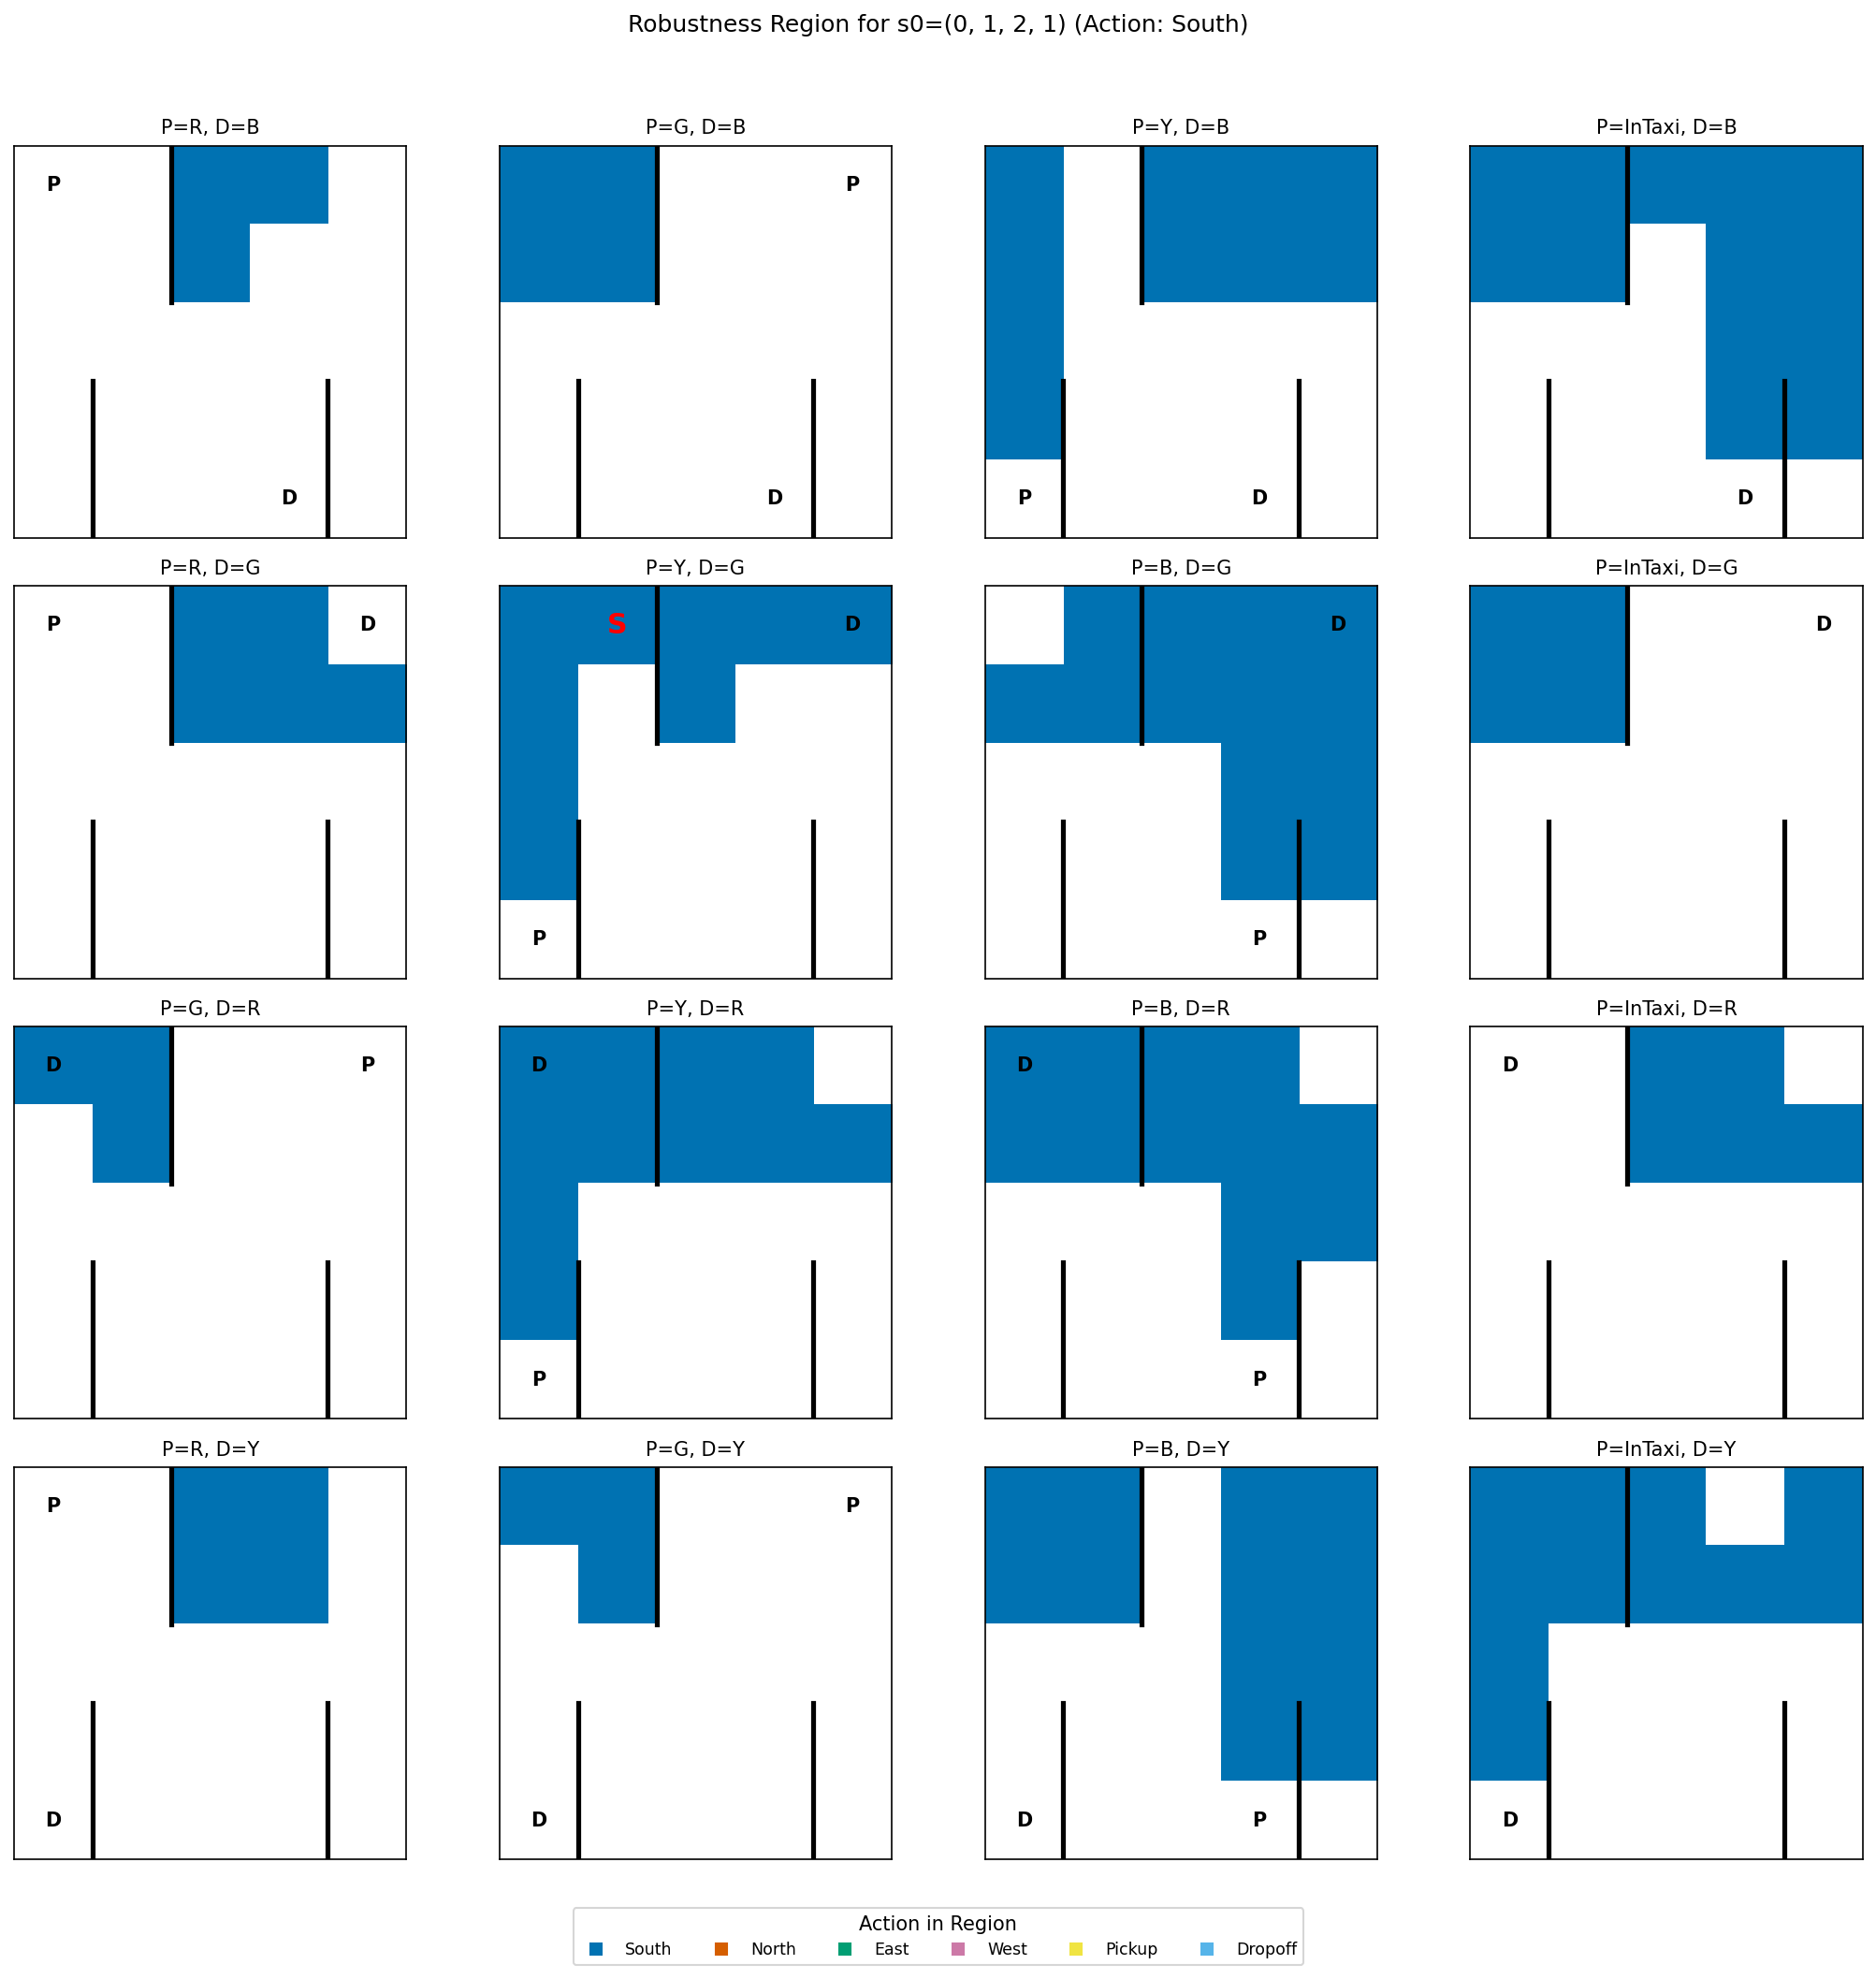 Robustness Region for s0=(0, 1, 2, 1) (Action: South)
P=R, D=B
P=G, D=B
P=Y, D=B
P=InTaxi, D=B
P
P
D
D
P
D
D
P=R, D=G
P=Y, D=G
P=B, D=G
P=InTaxi, D=G
P
D
S
D
D
D
P
P
P=G, D=R
P=Y, D=R
P=B, D=R
P=InTaxi, D=R
D
P
D
D
D
P
P
P=R, D=Y
P=G, D=Y
P=B, D=Y
P=InTaxi, D=Y
P
P
D
D
D
P
D
Action in Region
South
North
East
West
Pickup
Dropoff